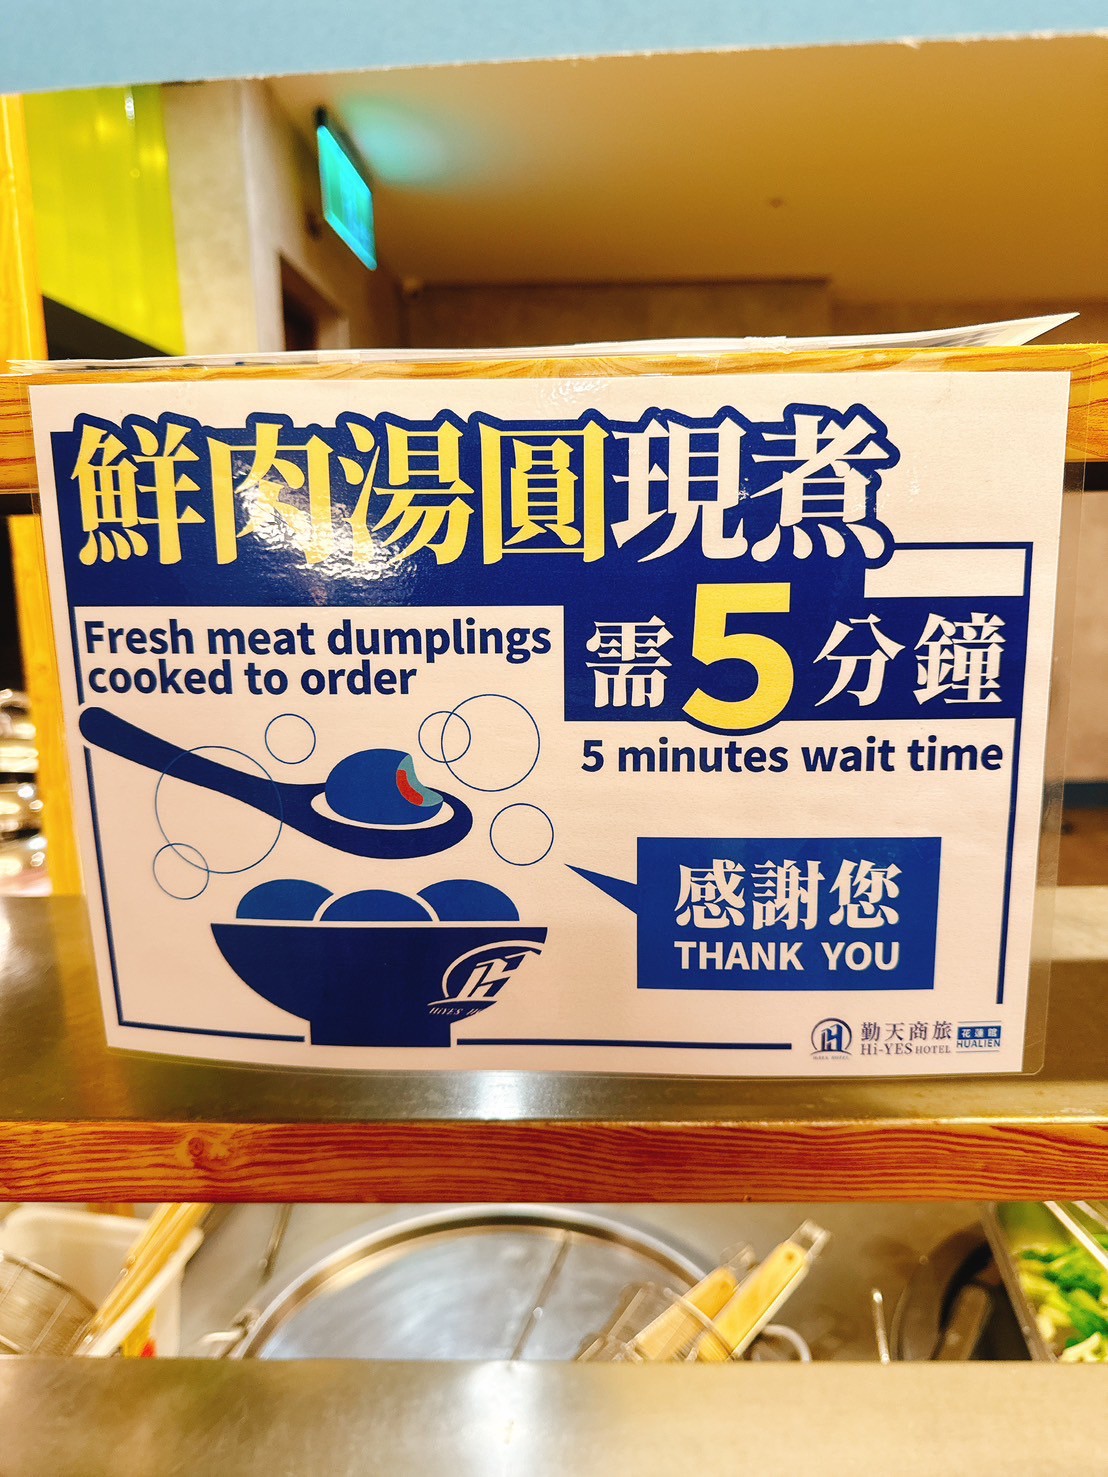 鮮肉湯圓現煮
Fresh meat dumplings
cooked to order
需5分鐘
5 minutes wait time
感謝您
THANK YOU
勤天商旅
Hi-YES HOTEL
花蓮館
HUALIEN